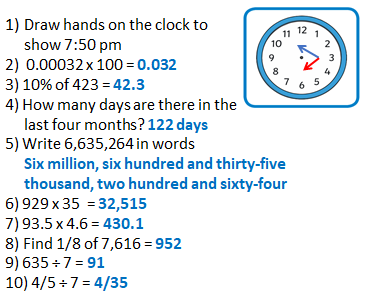 1) Draw hands on the clock to
show 7:50 pm
2) 0.00032 x 100 = 0.032
3) 10% of 423 = 42.3
4) How many days are there in the
last four months? 122 days
5) Write 6,635,264 in words
Six million, six hundred and thirty-five
thousand, two hundred and sixty-four
6) 929 x 35 = 32,515
7) 93.5 x 4.6 = 430.1
8) Find 1/8 of 7,616 = 952
9) 635 ÷ 7 = 91
10) 4/5 ÷ 7 = 4/35
12
1
2
3
4
5
6
7
8
9
10
11